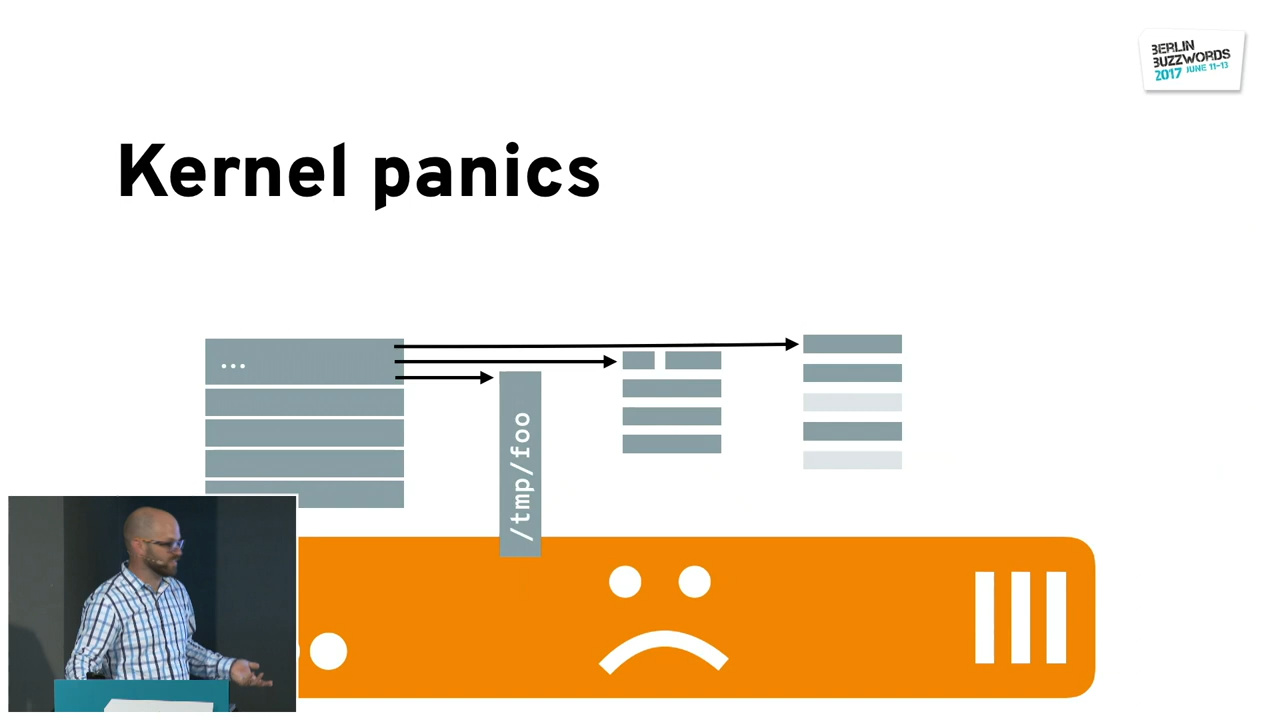 BERLIN
BUZZWORDS
2017 JUNE 11-13
Kernel panics
...
/tmp/foo